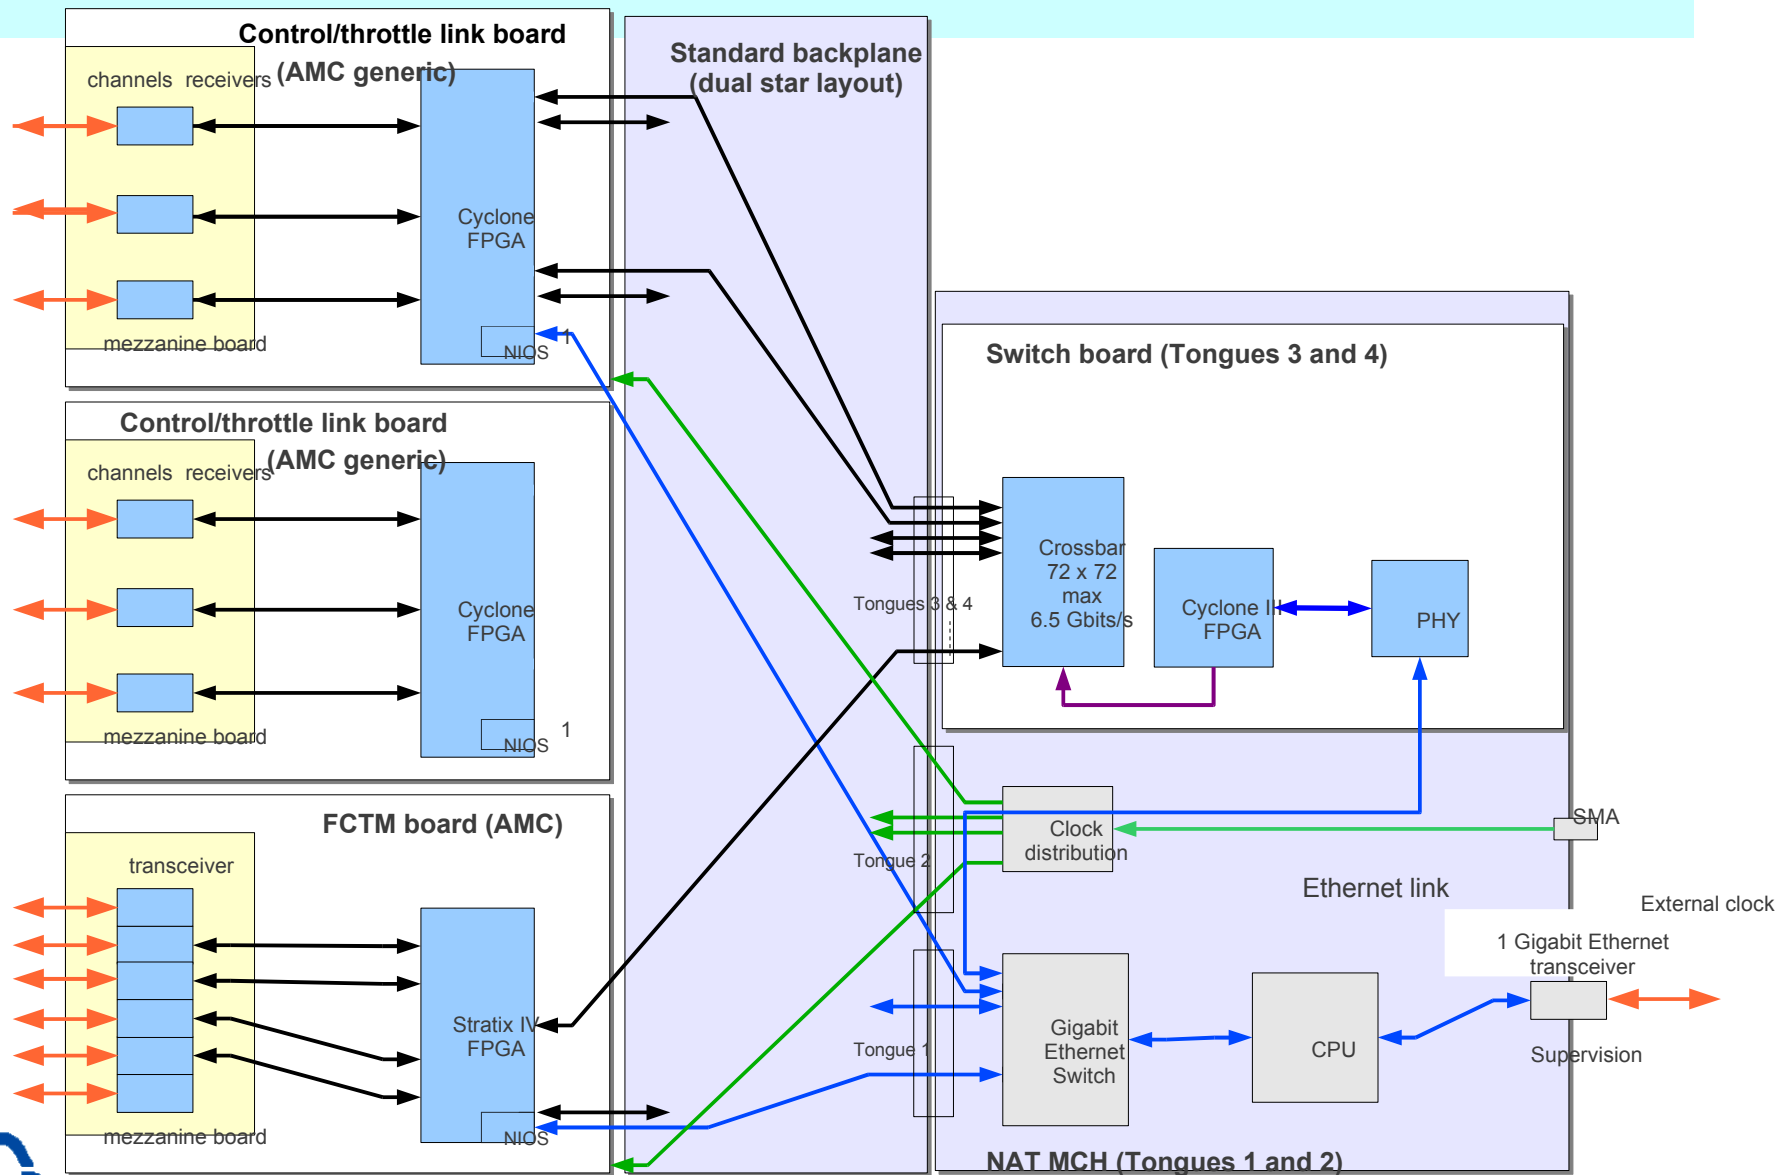 Control/throttle link board
(AMC generic)
channels receivers
Cyclone
FPGA
NIOS
1
mezzanine board
Standard backplane
(dual star layout)
Control/throttle link board
(AMC generic)
channels receivers
Cyclone
FPGA
NIOS
1
mezzanine board
FCTM board (AMC)
transceiver
Stratix IV
FPGA
NIOS
mezzanine board
Switch board (Tongues 3 and 4)
Crossbar
72 x 72
max
6.5 Gbits/s
Cyclone III
FPGA
PHY
Tongues 3 & 4
Clock
distribution
SMA
Tongue 2
Ethernet link
External clock
1 Gigabit Ethernet
transceiver
Tongue 1
Gigabit
Ethernet
Switch
CPU
Supervision
NAT MCH (Tongues 1 and 2)